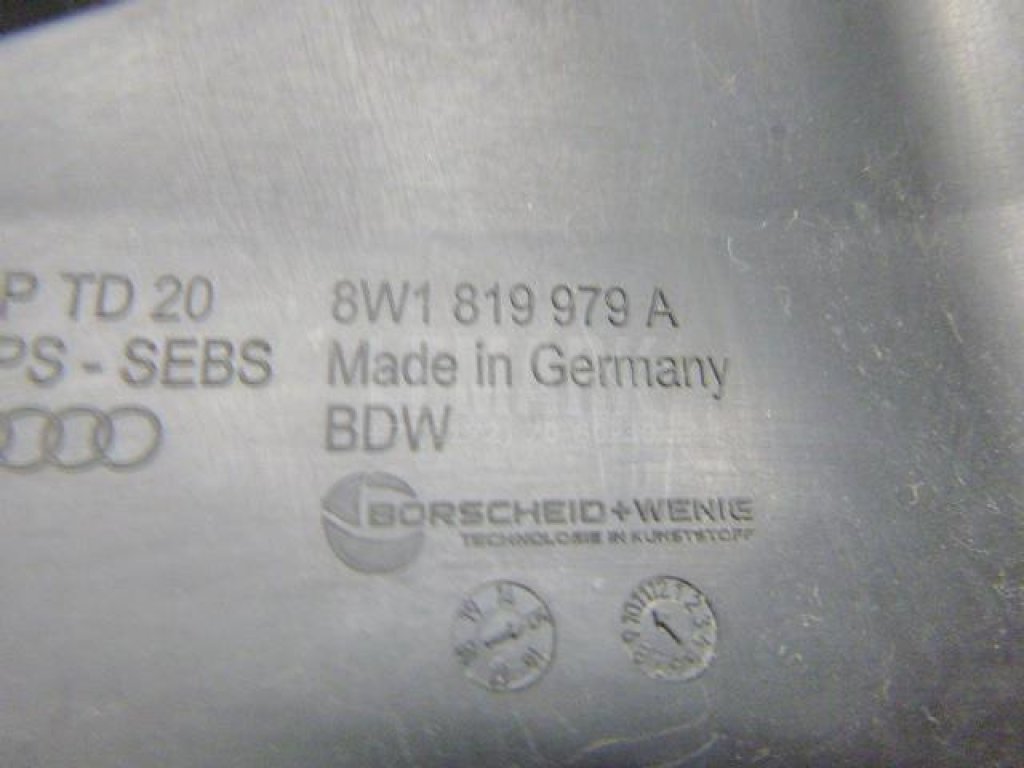 P TD 20
PS - SEBS
8W1 819 979 A
Made in Germany
BDW
BORSCHEID+WENIG
TECHNOLOGIE IN KUNSTSTOFF